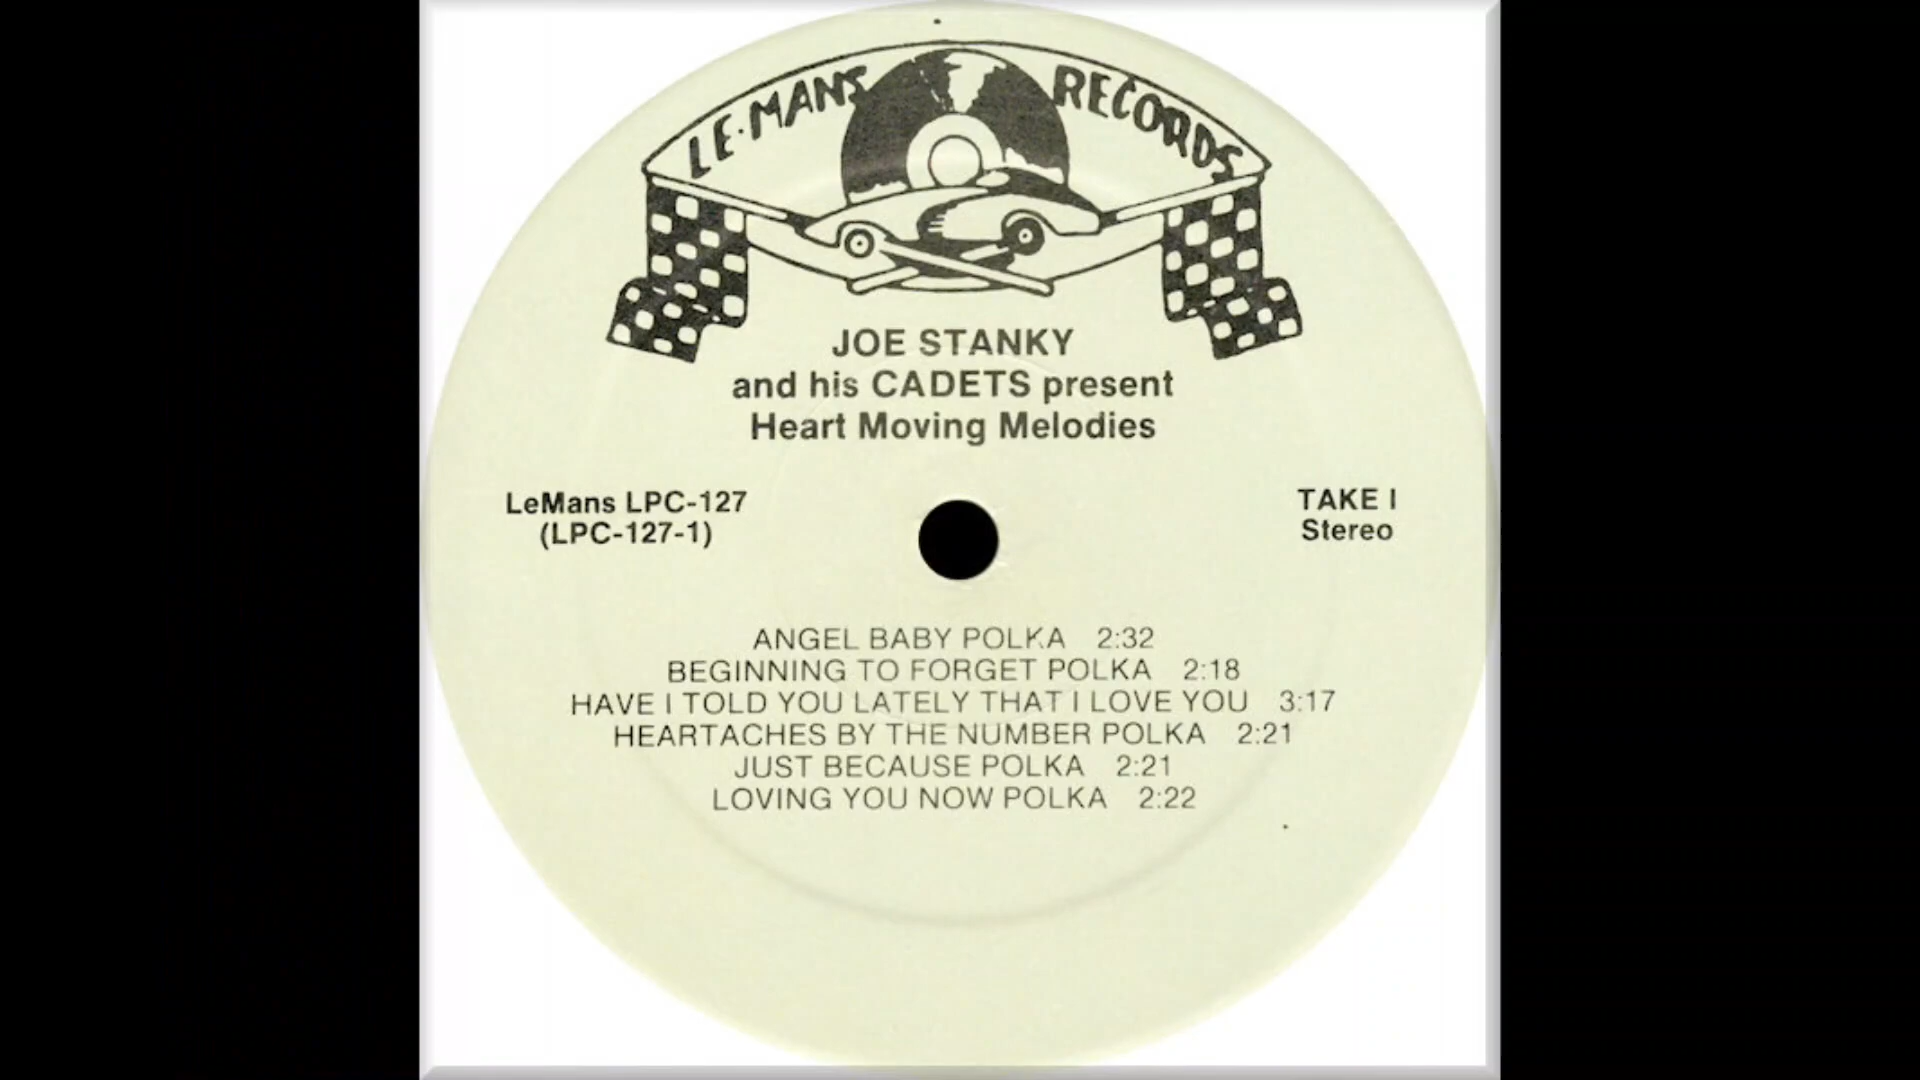 LE·MANS RECORDS
JOE STANKY
and his CADETS present
Heart Moving Melodies
LeMans LPC-127
(LPC-127-1)
TAKE I
Stereo
ANGEL BABY POLKA 2:32
BEGINNING TO FORGET POLKA 2:18
HAVE I TOLD YOU LATELY THAT I LOVE YOU 3:17
HEARTACHES BY THE NUMBER POLKA 2:21
JUST BECAUSE POLKA 2:21
LOVING YOU NOW POLKA 2:22